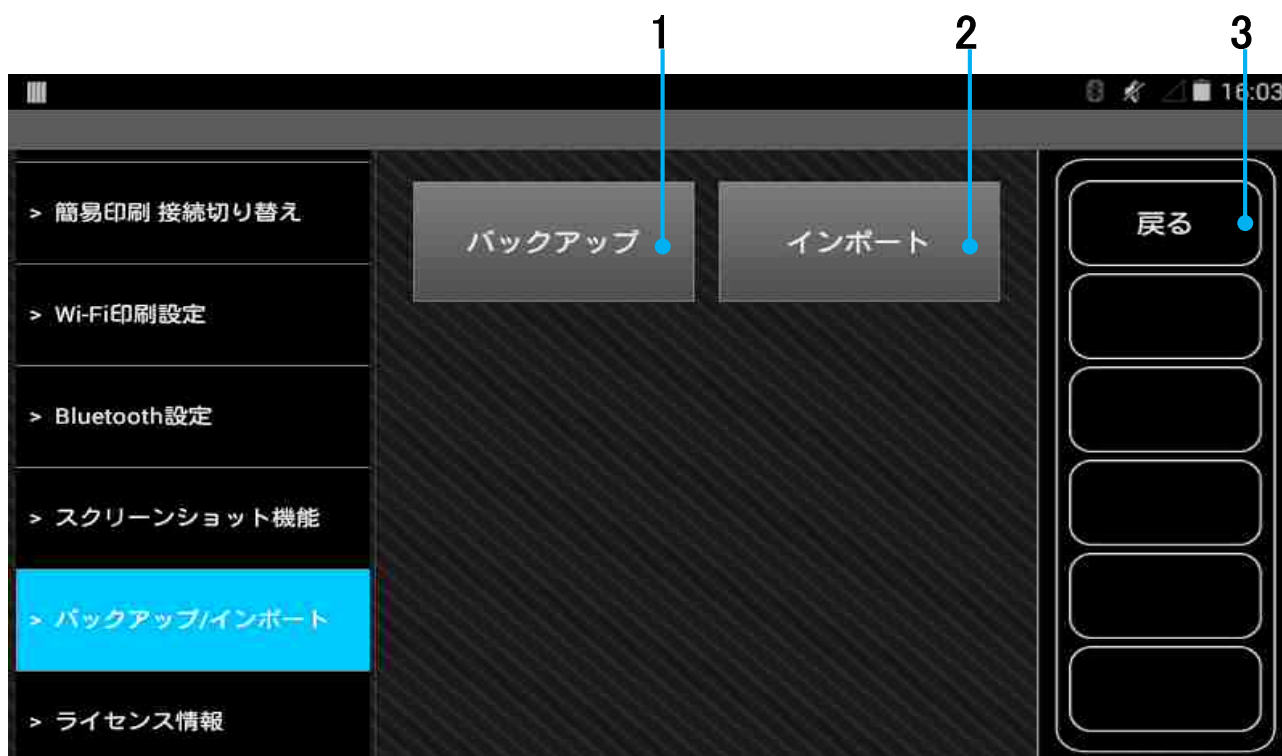 1 2 3
16:03
> 簡易印刷 接続切り替え
> Wi-Fi印刷設定
> Bluetooth設定
> スクリーンショット機能
> バックアップ/インポート
> ライセンス情報
バックアップ インポート
戻る